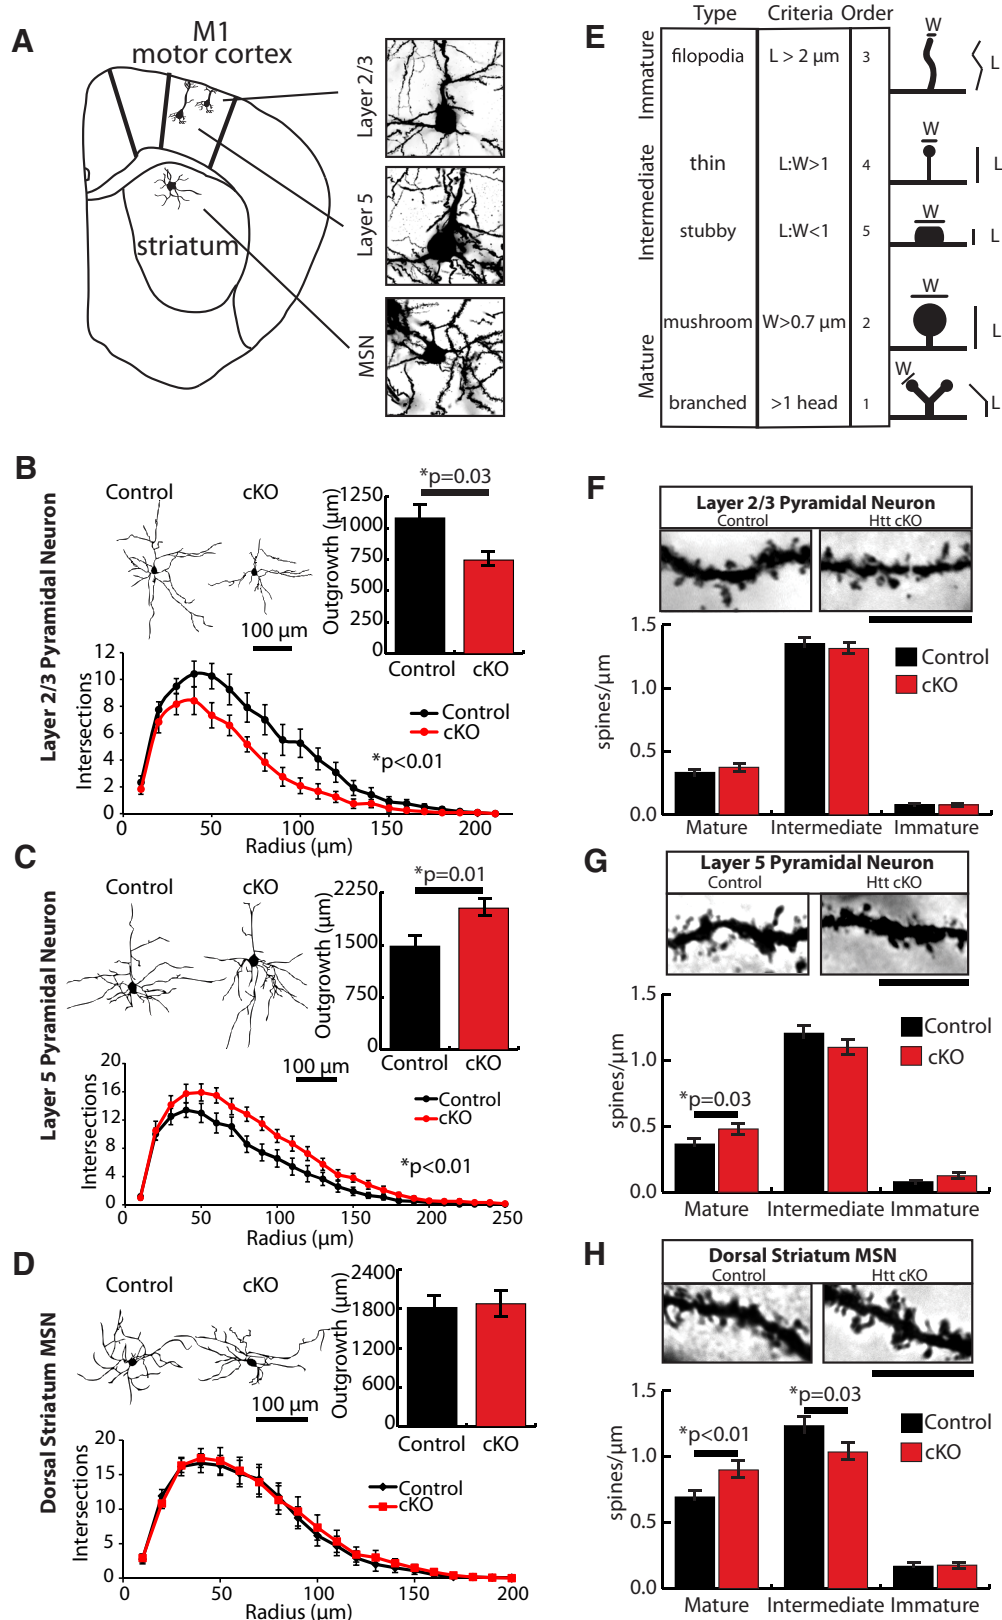 A
M1
motor cortex
striatum
Layer 2/3
Layer 5
MSN
E
Type Criteria Order
Immature
filopodia L > 2 µm 3
W
L
Intermediate
thin L:W>1 4
W
L
stubby L:W<1 5
W
L
Mature
mushroom W>0.7 µm 2
W
L
branched >1 head 1
W
L
B
Layer 2/3 Pyramidal Neuron
Control cKO
100 µm
Outgrowth (µm)
1250
1000
750
500
250
0
*p=0.03
Control cKO
Intersections
12
10
8
6
4
2
0
0 50 100 150 200
Radius (µm)
Control
cKO
*p<0.01
C
Layer 5 Pyramidal Neuron
Control cKO
100 µm
Outgrowth (µm)
2250
1500
750
0
*p=0.01
Control cKO
Intersections
20
16
12
8
4
0
0 50 100 150 200 250
Radius (µm)
Control
cKO
*p<0.01
D
Dorsal Striatum MSN
Control cKO
100 µm
Outgrowth (µm)
2400
1800
1200
600
0
Control cKO
Intersections
20
15
10
5
0
0 50 100 150 200
Radius (µm)
Control
cKO
F
Layer 2/3 Pyramidal Neuron
Control Htt cKO
spines/µm
1.5
1.0
0.5
0.0
Control
cKO
Mature Intermediate Immature
G
Layer 5 Pyramidal Neuron
Control Htt cKO
spines/µm
1.5
1.0
0.5
0.0
*p=0.03
Control
cKO
Mature Intermediate Immature
H
Dorsal Striatum MSN
Control Htt cKO
spines/µm
1.5
1.0
0.5
0.0
*p<0.01
*p=0.03
Control
cKO
Mature Intermediate Immature